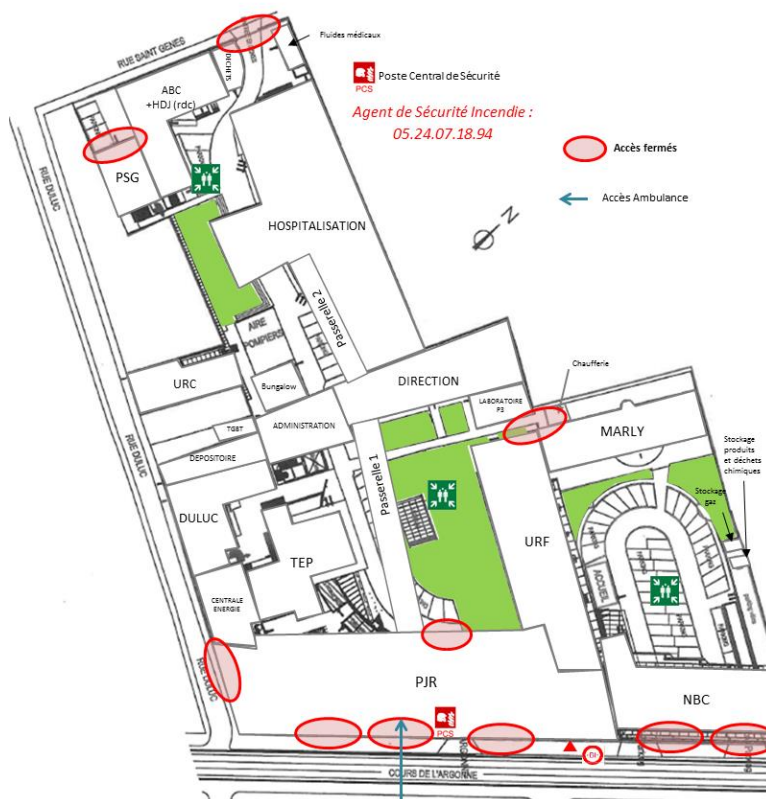 RUE SAINT GENES
Fluides médicaux
DECHETS
ABC
+HDJ (rdc)
PCS
Poste Central de Sécurité
Agent de Sécurité Incendie :
05.24.07.18.94
Accès fermés
Accès Ambulance
PSG
RUE DULUC
N
HOSPITALISATION
Passerelle 2
AIRE
POMPIERS
URC
Bungalow
DIRECTION
LABORATOIRE
P3
Chaufferie
MARLY
TGBT
ADMINISTRATION
DEPOSITOIRE
RUE DULUC
Passerelle 1
Stockage
produits
et déchets
chimiques
Stockage
gas
DULUC
TEP
URF
ACCUEIL
CENTRALE
ENERGIE
RUE DULUC
PJR
NBC
PCS
COURS DE L'ARGONNE